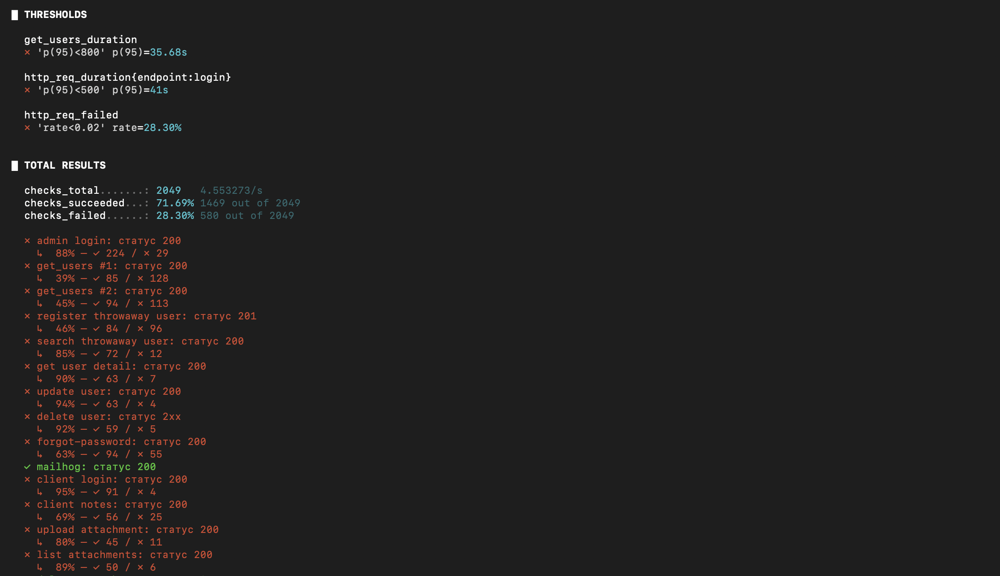 THRESHOLDS
get_users_duration
✗ 'p(95)<800' p(95)=35.68s
http_req_duration{endpoint:login}
✗ 'p(95)<500' p(95)=41s
http_req_failed
✗ 'rate<0.02' rate=28.30%
TOTAL RESULTS
checks_total.......: 2049 4.553273/s
checks_succeeded...: 71.69% 1469 out of 2049
checks_failed......: 28.30% 580 out of 2049
✗ admin login: статус 200
↳ 88% — ✓ 224 / ✗ 29
✗ get_users #1: статус 200
↳ 39% — ✓ 85 / ✗ 128
✗ get_users #2: статус 200
↳ 45% — ✓ 94 / ✗ 113
✗ register throwaway user: статус 201
↳ 46% — ✓ 84 / ✗ 96
✗ search throwaway user: статус 200
↳ 85% — ✓ 72 / ✗ 12
✗ get user detail: статус 200
↳ 90% — ✓ 63 / ✗ 7
✗ update user: статус 200
↳ 94% — ✓ 63 / ✗ 4
✗ delete user: статус 2xx
↳ 92% — ✓ 59 / ✗ 5
✗ forgot-password: статус 200
↳ 63% — ✓ 94 / ✗ 55
✓ mailhog: статус 200
✗ client login: статус 200
↳ 95% — ✓ 91 / ✗ 4
✗ client notes: статус 200
↳ 69% — ✓ 56 / ✗ 25
✗ upload attachment: статус 200
↳ 80% — ✓ 45 / ✗ 11
✗ list attachments: статус 200
↳ 89% — ✓ 50 / ✗ 6